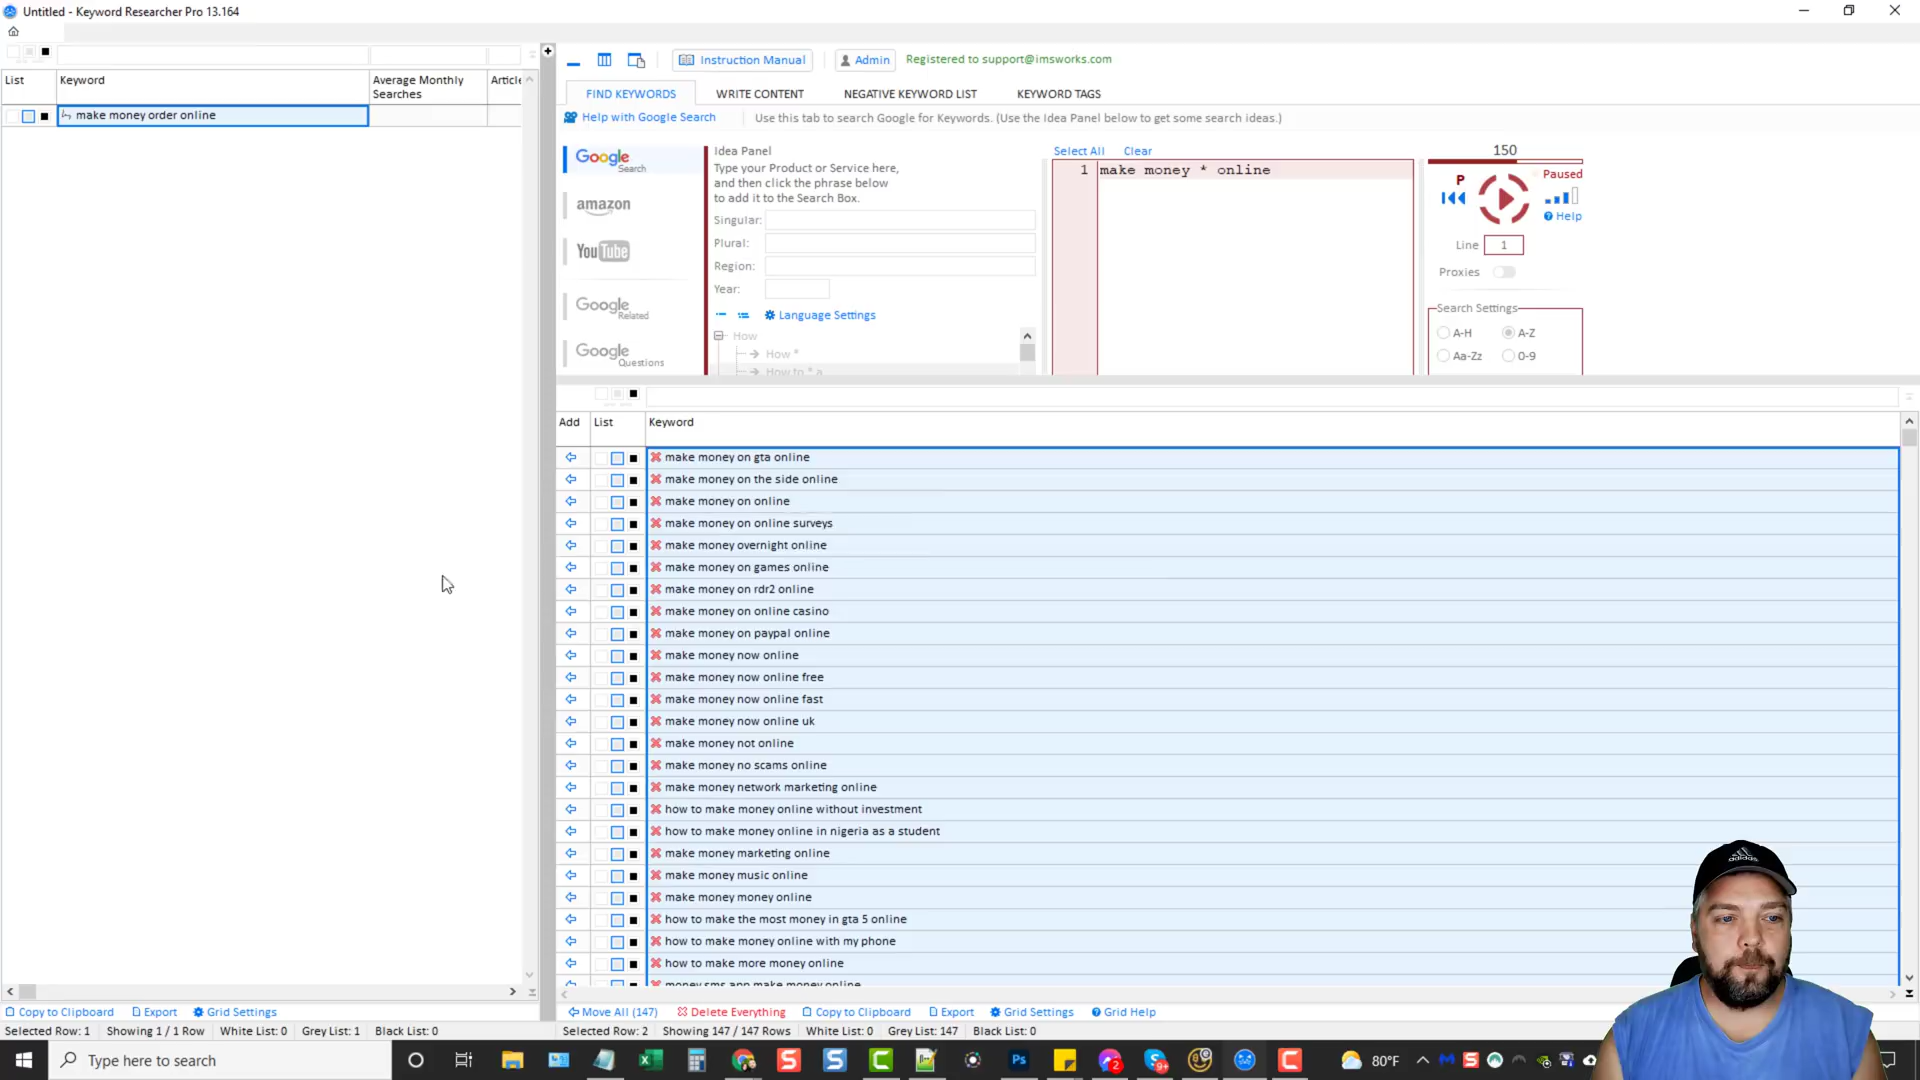 Untitled - Keyword Researcher Pro 13.164
List
Keyword
Average Monthly Searches
Article
make money order online
Instruction Manual
Admin
Registered to support@imsworks.com
FIND KEYWORDS
WRITE CONTENT
NEGATIVE KEYWORD LIST
KEYWORD TAGS
Help with Google Search
Use this tab to search Google for Keywords. (Use the Idea Panel below to get some search ideas.)
Google Search
amazon
YouTube
Google Related
Google Questions
Idea Panel
Type your Product or Service here,
and then click the phrase below
to add it to the Search Box.
Singular:
Plural:
Region:
Year:
Language Settings
How
How *
How to * a
Select All
Clear
1 make money * online
150
P
Paused
Help
Line 1
Proxies
Search Settings
A-H
A-Z
Aa-Zz
0-9
Add
List
Keyword
make money on gta online
make money on the side online
make money on online
make money on online surveys
make money overnight online
make money on games online
make money on rdr2 online
make money on online casino
make money on paypal online
make money now online
make money now online free
make money now online fast
make money now online uk
make money not online
make money no scams online
make money network marketing online
how to make money online without investment
how to make money online in nigeria as a student
make money marketing online
make money music online
make money money online
how to make the most money in gta 5 online
how to make money online with my phone
how to make more money online
money sms app make money online
Copy to Clipboard
Export
Grid Settings
Move All (147)
Delete Everything
Copy to Clipboard
Export
Grid Settings
Grid Help
Selected Row: 1
Showing 1 / 1 Row
White List: 0
Grey List: 1
Black List: 0
Selected Row: 2
Showing 147 / 147 Rows
White List: 0
Grey List: 147
Black List: 0
Type here to search
Ps
2
9+
80°F
adidas